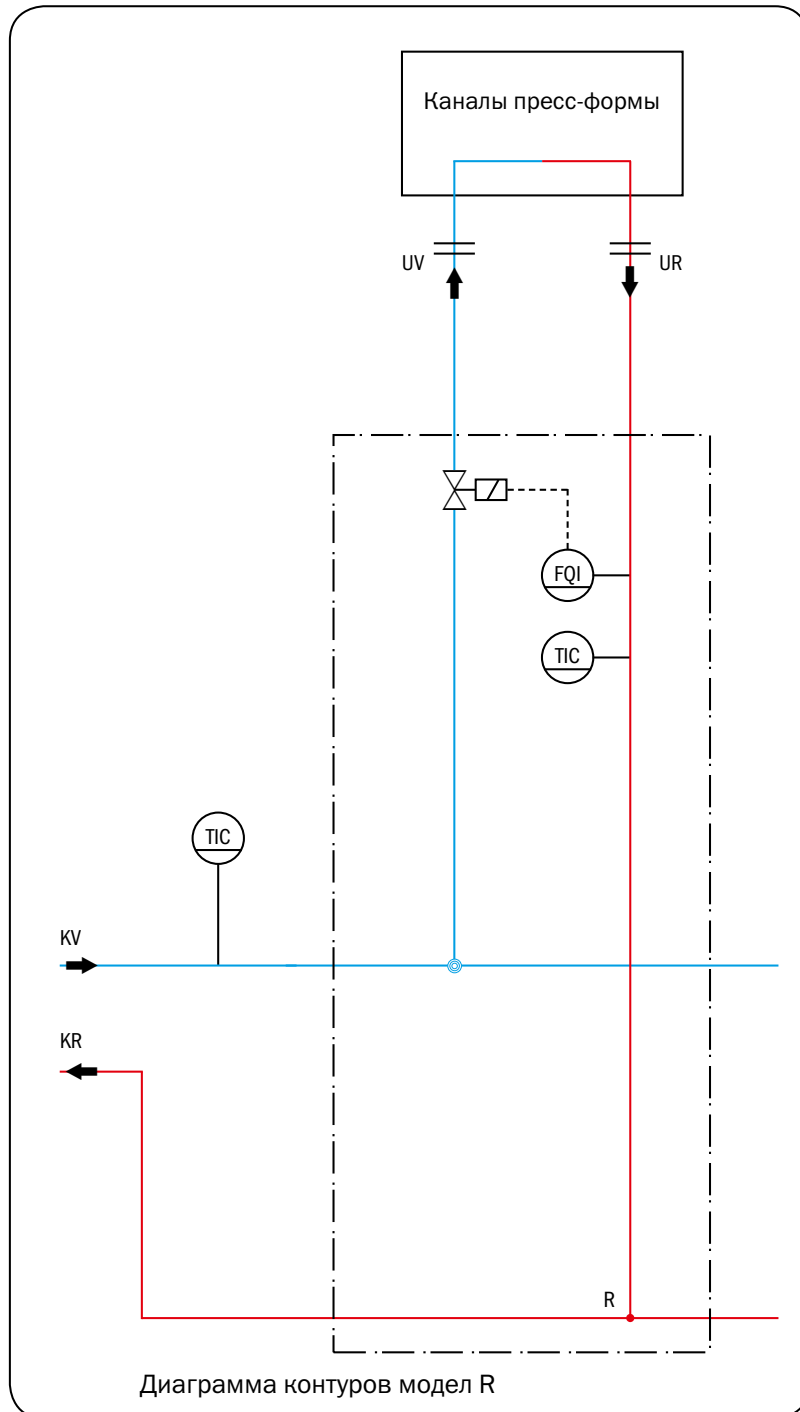 Каналы пресс-формы
UV
UR
FQI
TIC
TIC
KV
KR
R
Диаграмма контуров модел R